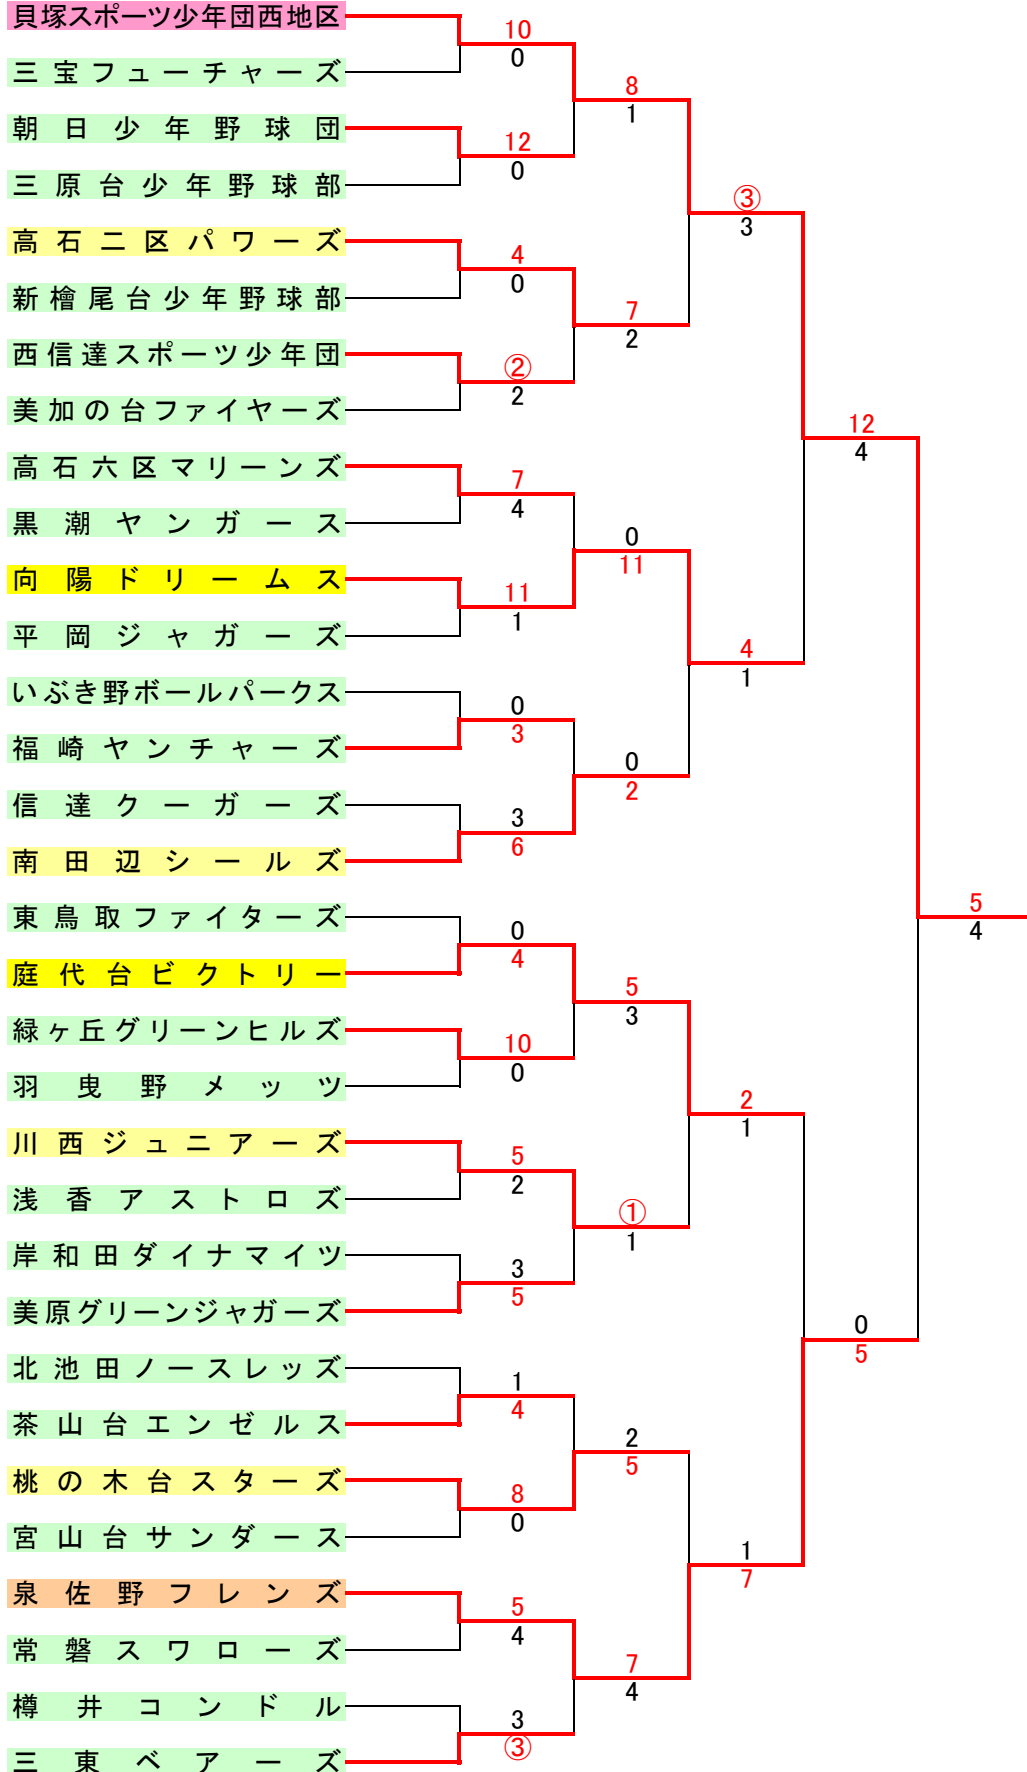 貝塚スポーツ少年団西地区
10
0
三宝フューチャーズ
8
1
朝日少年野球団
12
0
三原台少年野球部
③
3
高石二区パワーズ
4
0
新檜尾台少年野球部
7
2
西信達スポーツ少年団
②
2
美加の台ファイヤーズ
12
4
高石六区マリーンズ
7
4
黒潮ヤンガース
0
11
向陽ドリームス
11
1
平岡ジャガーズ
4
1
いぶき野ボールパークス
0
3
福崎ヤンチャーズ
0
2
信達クーガーズ
3
6
南田辺シールズ
5
4
東鳥取ファイターズ
0
4
庭代台ビクトリー
5
3
緑ヶ丘グリーンヒルズ
10
0
羽曳野メッツ
2
1
川西ジュニアーズ
5
2
浅香アストロズ
①
1
岸和田ダイナマイツ
3
5
美原グリーンジャガーズ
0
5
北池田ノースレッズ
1
4
茶山台エンゼルス
2
5
桃の木台スターズ
8
0
宮山台サンダース
1
7
泉佐野フレンズ
5
4
常磐スワローズ
7
4
樽井コンドル
3
③
三東ベアーズ